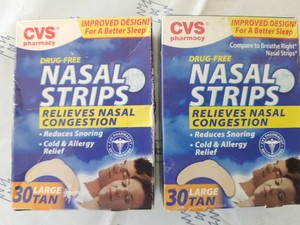 CVS
pharmacy
IMPROVED DESIGN!
For A Better Sleep
DRUG-FREE
NASAL
STRIPS
RELIEVES NASAL
CONGESTION
• Reduces Snoring
• Cold & Allergy
Relief
30 LARGE
TAN
CVS
pharmacy
IMPROVED DESIGN!
For A Better Sleep
Compare to Breathe Right®
Nasal Strips*
DRUG-FREE
NASAL
STRIPS
RELIEVES NASAL
CONGESTION
• Reduces Snoring
• Cold & Allergy
Relief
30 LARGE
TAN